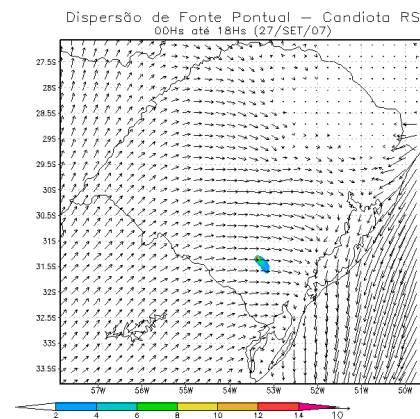 Dispersão de Fonte Pontual – Candiota RS
00Hs até 18Hs (27/SET/07)
27.5S
28S
28.5S
29S
29.5S
30S
30.5S
31S
31.5S
32S
32.5S
33S
33.5S
57W 56W 55W 54W 53W 52W 51W 50W
2 4 6 8 10 12 14
10